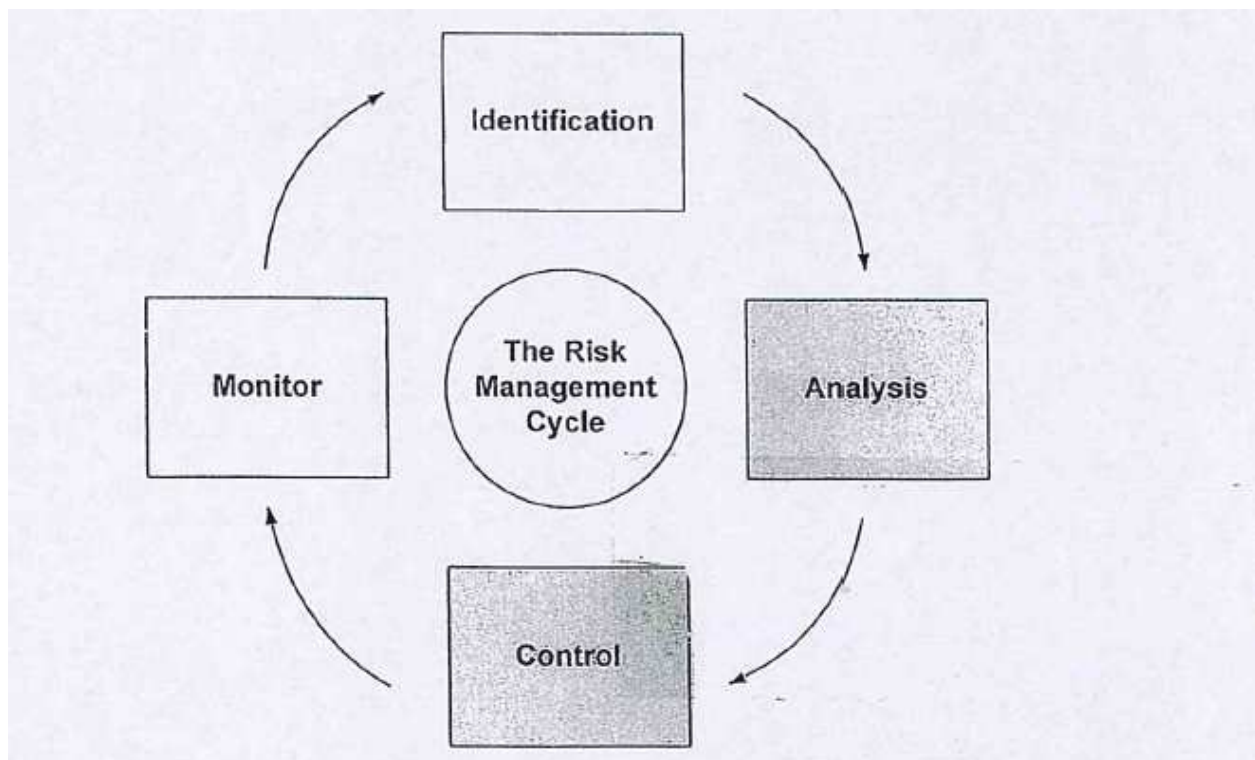 Identification
The Risk
Management
Cycle
Monitor
Analysis
Control